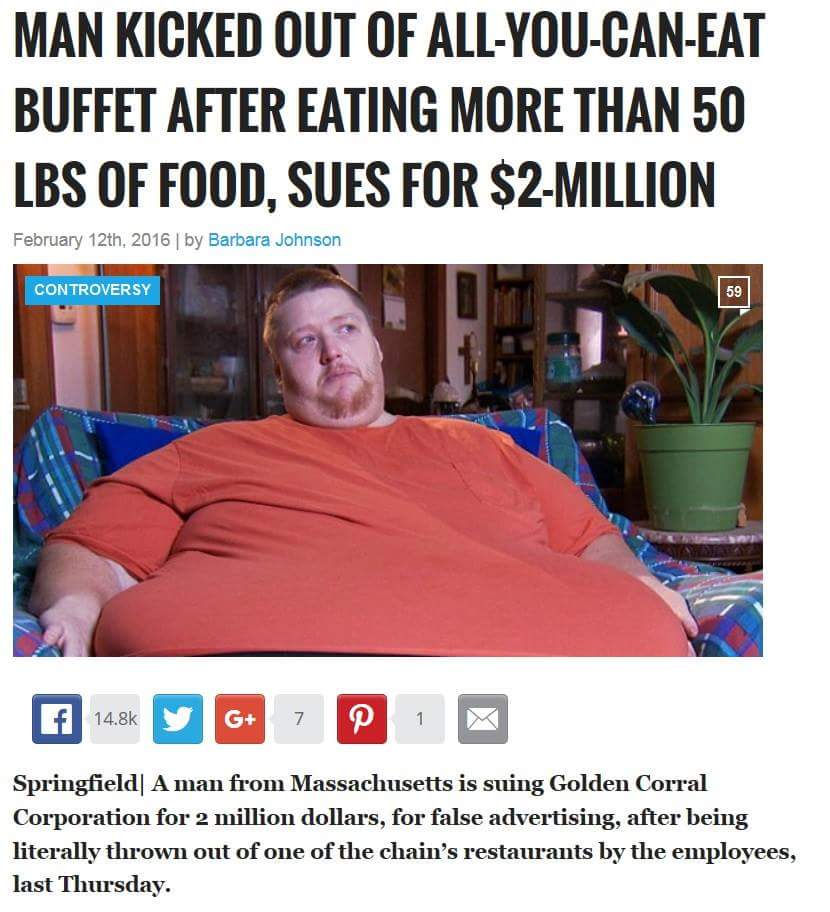 MAN KICKED OUT OF ALL-YOU-CAN-EAT
BUFFET AFTER EATING MORE THAN 50
LBS OF FOOD, SUES FOR $2-MILLION
February 12th, 2016 | by Barbara Johnson
CONTROVERSY
59
f
14.8k
G+
7
1
Springfield| A man from Massachusetts is suing Golden Corral
Corporation for 2 million dollars, for false advertising, after being
literally thrown out of one of the chain’s restaurants by the employees,
last Thursday.